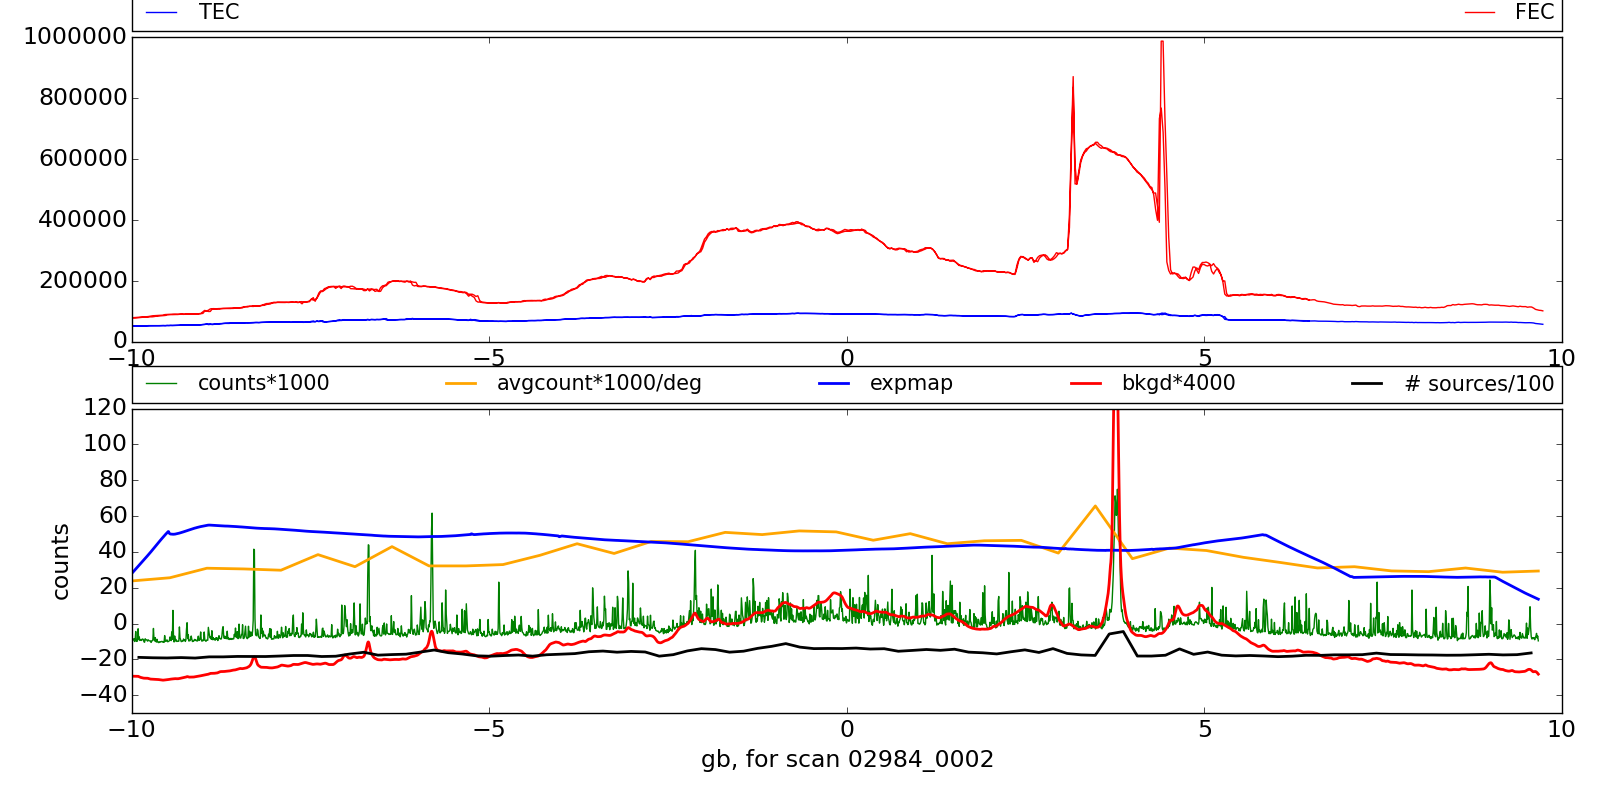 TEC FEC
1000000
800000
600000
400000
200000
0
−10 −5 0 5 10
counts*1000 avgcount*1000/deg expmap bkgd*4000 # sources/100
120
100
80
60
40
20
0
−20
−40
counts
−10 −5 0 5 10
gb, for scan 02984_0002